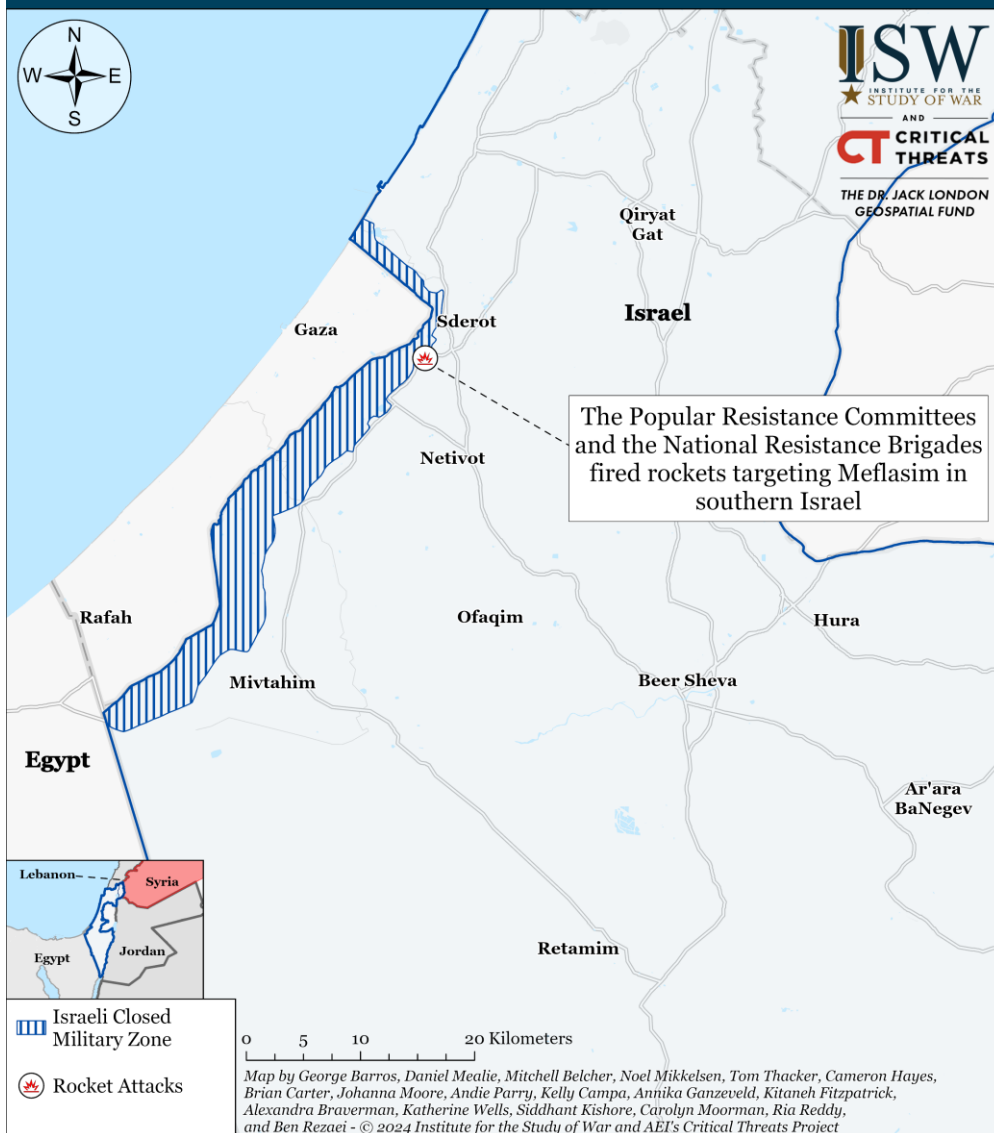 N
W E
S
ISW
INSTITUTE FOR THE
STUDY OF WAR
AND
CT CRITICAL
THREATS
THE DR. JACK LONDON
GEOSPATIAL FUND
Qiryat
Gat
Israel
Gaza
Sderot
The Popular Resistance Committees
and the National Resistance Brigades
fired rockets targeting Meflasim in
southern Israel
Netivot
Rafah
Ofaqim
Hura
Mivtahim
Beer Sheva
Egypt
Ar'ara
BaNegev
Lebanon
Syria
Egypt
Jordan
Retamim
Israeli Closed
Military Zone
Rocket Attacks
0 5 10 20 Kilometers
Map by George Barros, Daniel Mealie, Mitchell Belcher, Noel Mikkelsen, Tom Thacker, Cameron Hayes,
Brian Carter, Johanna Moore, Andie Parry, Kelly Campa, Annika Ganzeveld, Kitaneh Fitzpatrick,
Alexandra Braverman, Katherine Wells, Siddhant Kishore, Carolyn Moorman, Ria Reddy,
and Ben Rezaei - © 2024 Institute for the Study of War and AEI's Critical Threats Project